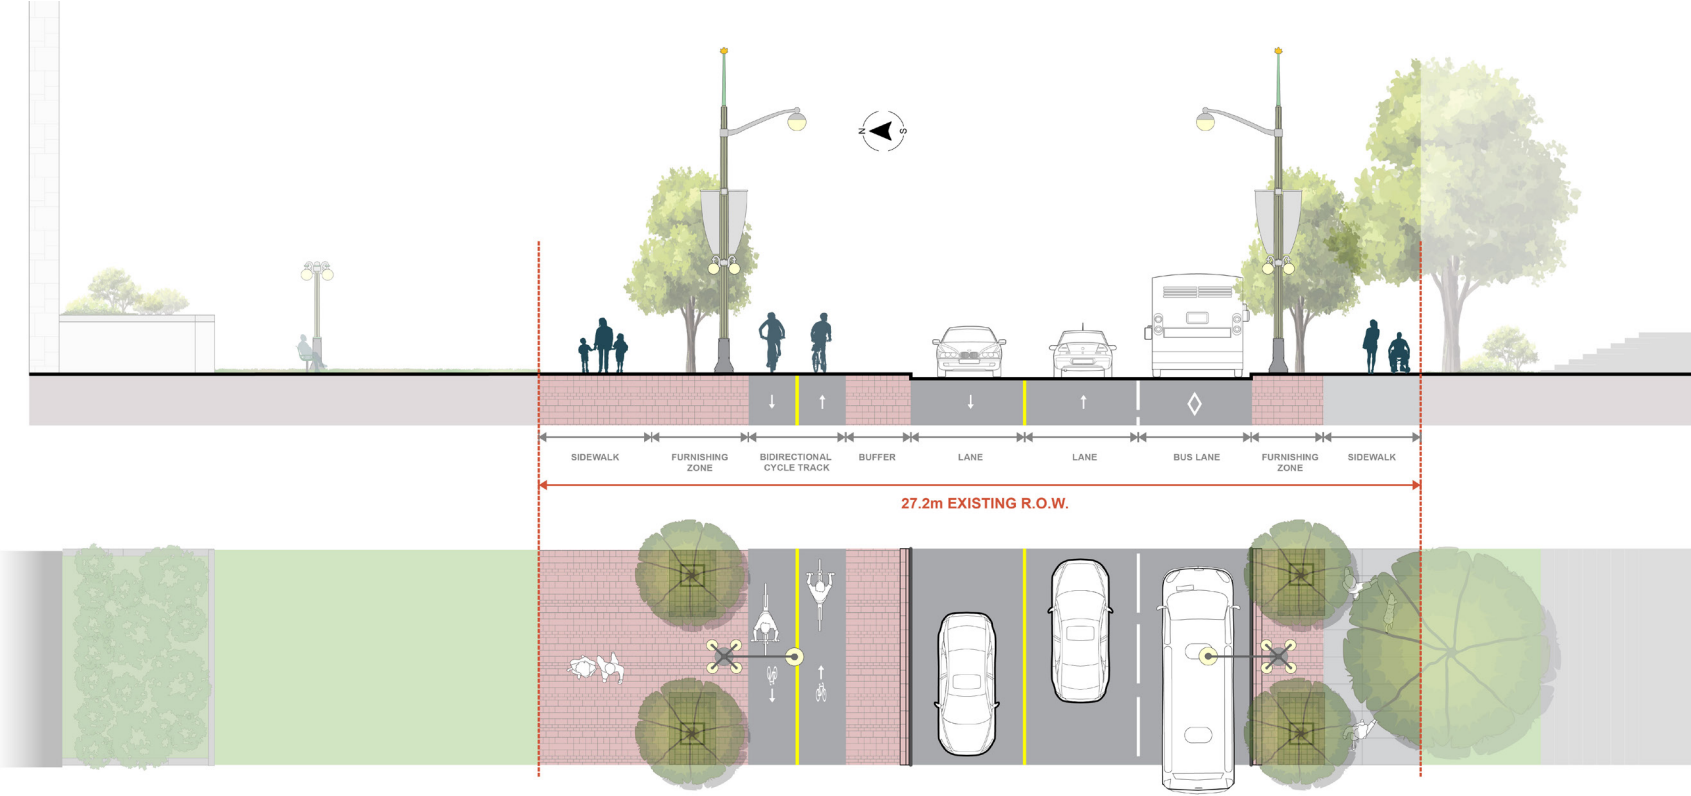 N S
SIDEWALK
FURNISHING
ZONE
BIDIRECTIONAL
CYCLE TRACK
BUFFER
LANE
LANE
BUS LANE
FURNISHING
ZONE
SIDEWALK
27.2m EXISTING R.O.W.